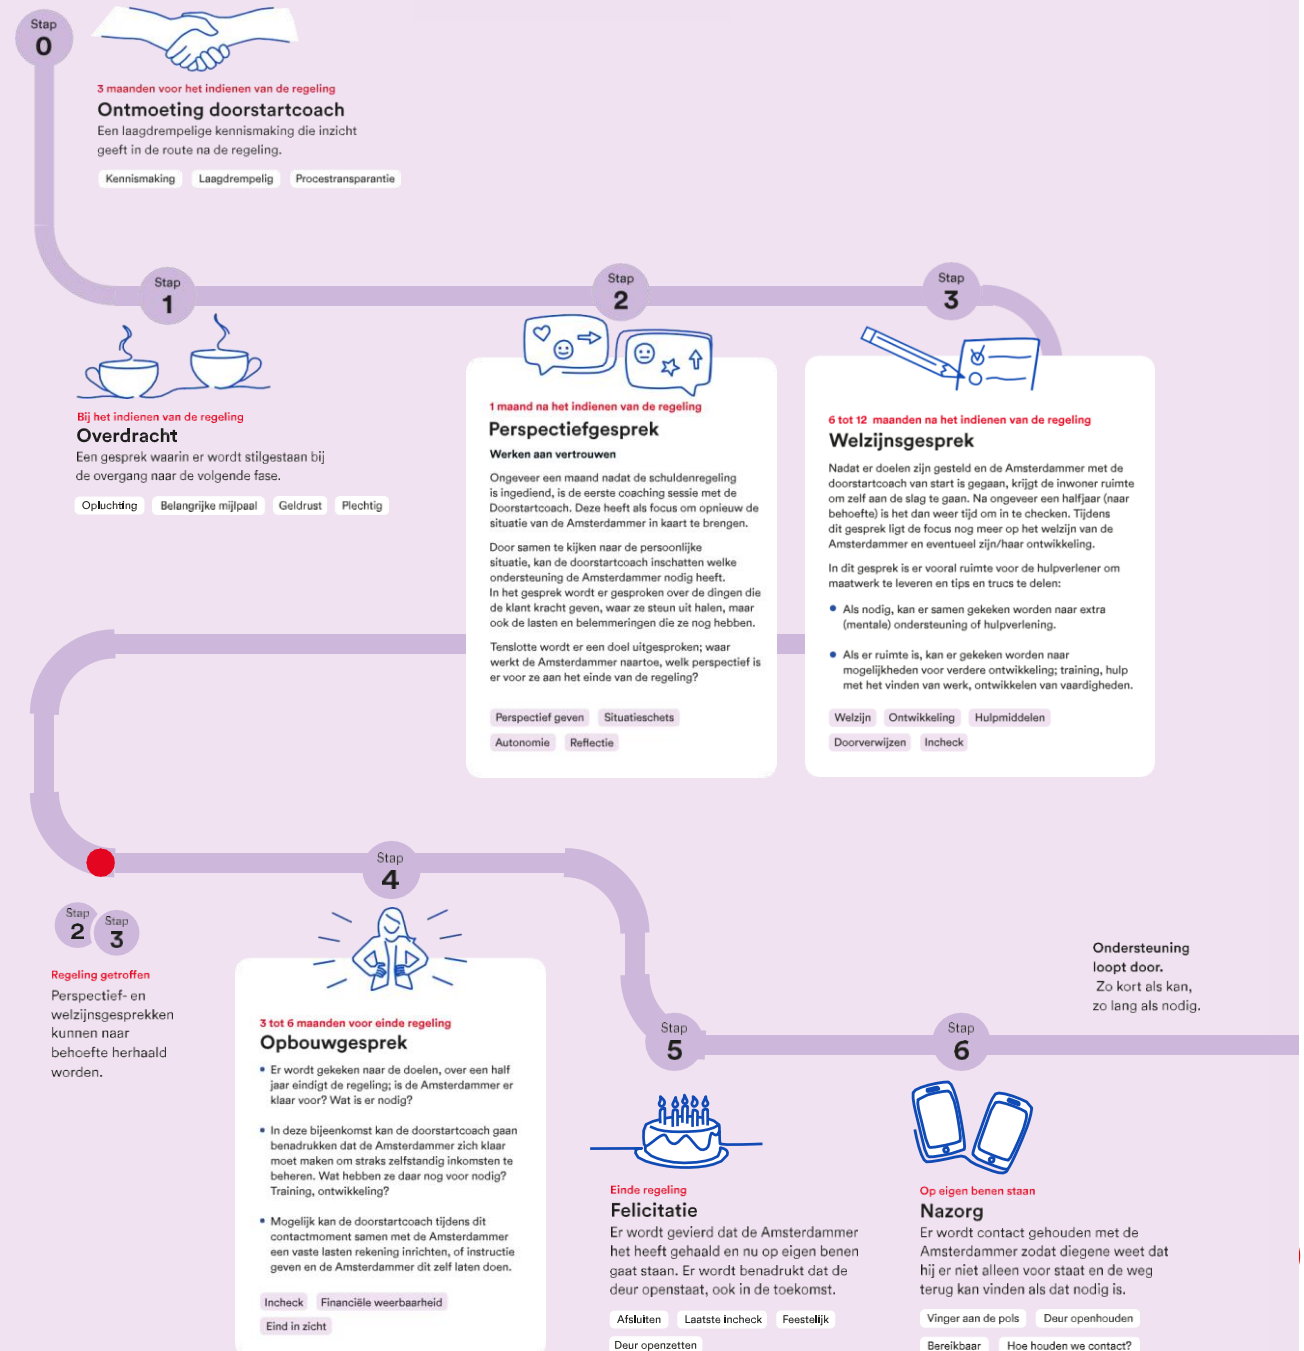 Stap
0
3 maanden voor het indienen van de regeling
Ontmoeting doorstartcoach
Een laagdrempelige kennismaking die inzicht
geeft in de route na de regeling.
Kennismaking Laagdrempelig Procestransparantie
Stap
1
Bij het indienen van de regeling
Overdracht
Een gesprek waarin er wordt stilgestaan bij
de overgang naar de volgende fase.
Opluchting Belangrijke mijlpaal Geldrust Plechtig
Stap
2
1 maand na het indienen van de regeling
Perspectiefgesprek
Werken aan vertrouwen
Ongeveer een maand nadat de schuldenregeling
is ingediend, is de eerste coaching sessie met de
Doorstartcoach. Deze heeft als focus om opnieuw de
situatie van de Amsterdammer in kaart te brengen.
Door samen te kijken naar de persoonlijke
situatie, kan de doorstartcoach inschatten welke
ondersteuning de Amsterdammer nodig heeft.
In het gesprek wordt er gesproken over de dingen die
de klant kracht geven, waar ze steun uit halen, maar
ook de lasten en belemmeringen die ze nog hebben.
Tenslotte wordt er een doel uitgesproken; waar
werkt de Amsterdammer naartoe, welk perspectief is
er voor ze aan het einde van de regeling?
Perspectief geven Situatieschets
Autonomie Reflectie
Stap
3
6 tot 12 maanden na het indienen van de regeling
Welzijnsgesprek
Nadat er doelen zijn gesteld en de Amsterdammer met de
doorstartcoach van start is gegaan, krijgt de inwoner ruimte
om zelf aan de slag te gaan. Na ongeveer een halfjaar (naar
behoefte) is het dan weer tijd om in te checken. Tijdens
dit gesprek ligt de focus nog meer op het welzijn van de
Amsterdammer en eventueel zijn/haar ontwikkeling.
In dit gesprek is er vooral ruimte voor de hulpverlener om
maatwerk te leveren en tips en trucs te delen:
• Als nodig, kan er samen gekeken worden naar extra
(mentale) ondersteuning of hulpverlening.
• Als er ruimte is, kan er gekeken worden naar
mogelijkheden voor verdere ontwikkeling; training, hulp
met het vinden van werk, ontwikkelen van vaardigheden.
Welzijn Ontwikkeling Hulpmiddelen
Doorverwijzen Incheck
Stap
2
Stap
3
Regeling getroffen
Perspectief- en
welzijnsgesprekken
kunnen naar
behoefte herhaald
worden.
Stap
4
3 tot 6 maanden voor einde regeling
Opbouwgesprek
• Er wordt gekeken naar de doelen, over een half
jaar eindigt de regeling; is de Amsterdammer er
klaar voor? Wat is er nodig?
• In deze bijeenkomst kan de doorstartcoach gaan
benadrukken dat de Amsterdammer zich klaar
moet maken om straks zelfstandig inkomsten te
beheren. Wat hebben ze daar nog voor nodig?
Training, ontwikkeling?
• Mogelijk kan de doorstartcoach tijdens dit
contactmoment samen met de Amsterdammer
een vaste lasten rekening inrichten, of instructie
geven en de Amsterdammer dit zelf laten doen.
Incheck Financiële weerbaarheid
Eind in zicht
Stap
5
Einde regeling
Felicitatie
Er wordt gevierd dat de Amsterdammer
het heeft gehaald en nu op eigen benen
gaat staan. Er wordt benadrukt dat de
deur openstaat, ook in de toekomst.
Afsluiten Laatste incheck Feestelijk
Deur openzetten
Stap
6
Op eigen benen staan
Nazorg
Er wordt contact gehouden met de
Amsterdammer zodat diegene weet dat
hij er niet alleen voor staat en de weg
terug kan vinden als dat nodig is.
Vinger aan de pols Deur openhouden
Bereikbaar Hoe houden we contact?
Ondersteuning
loopt door.
Zo kort als kan,
zo lang als nodig.